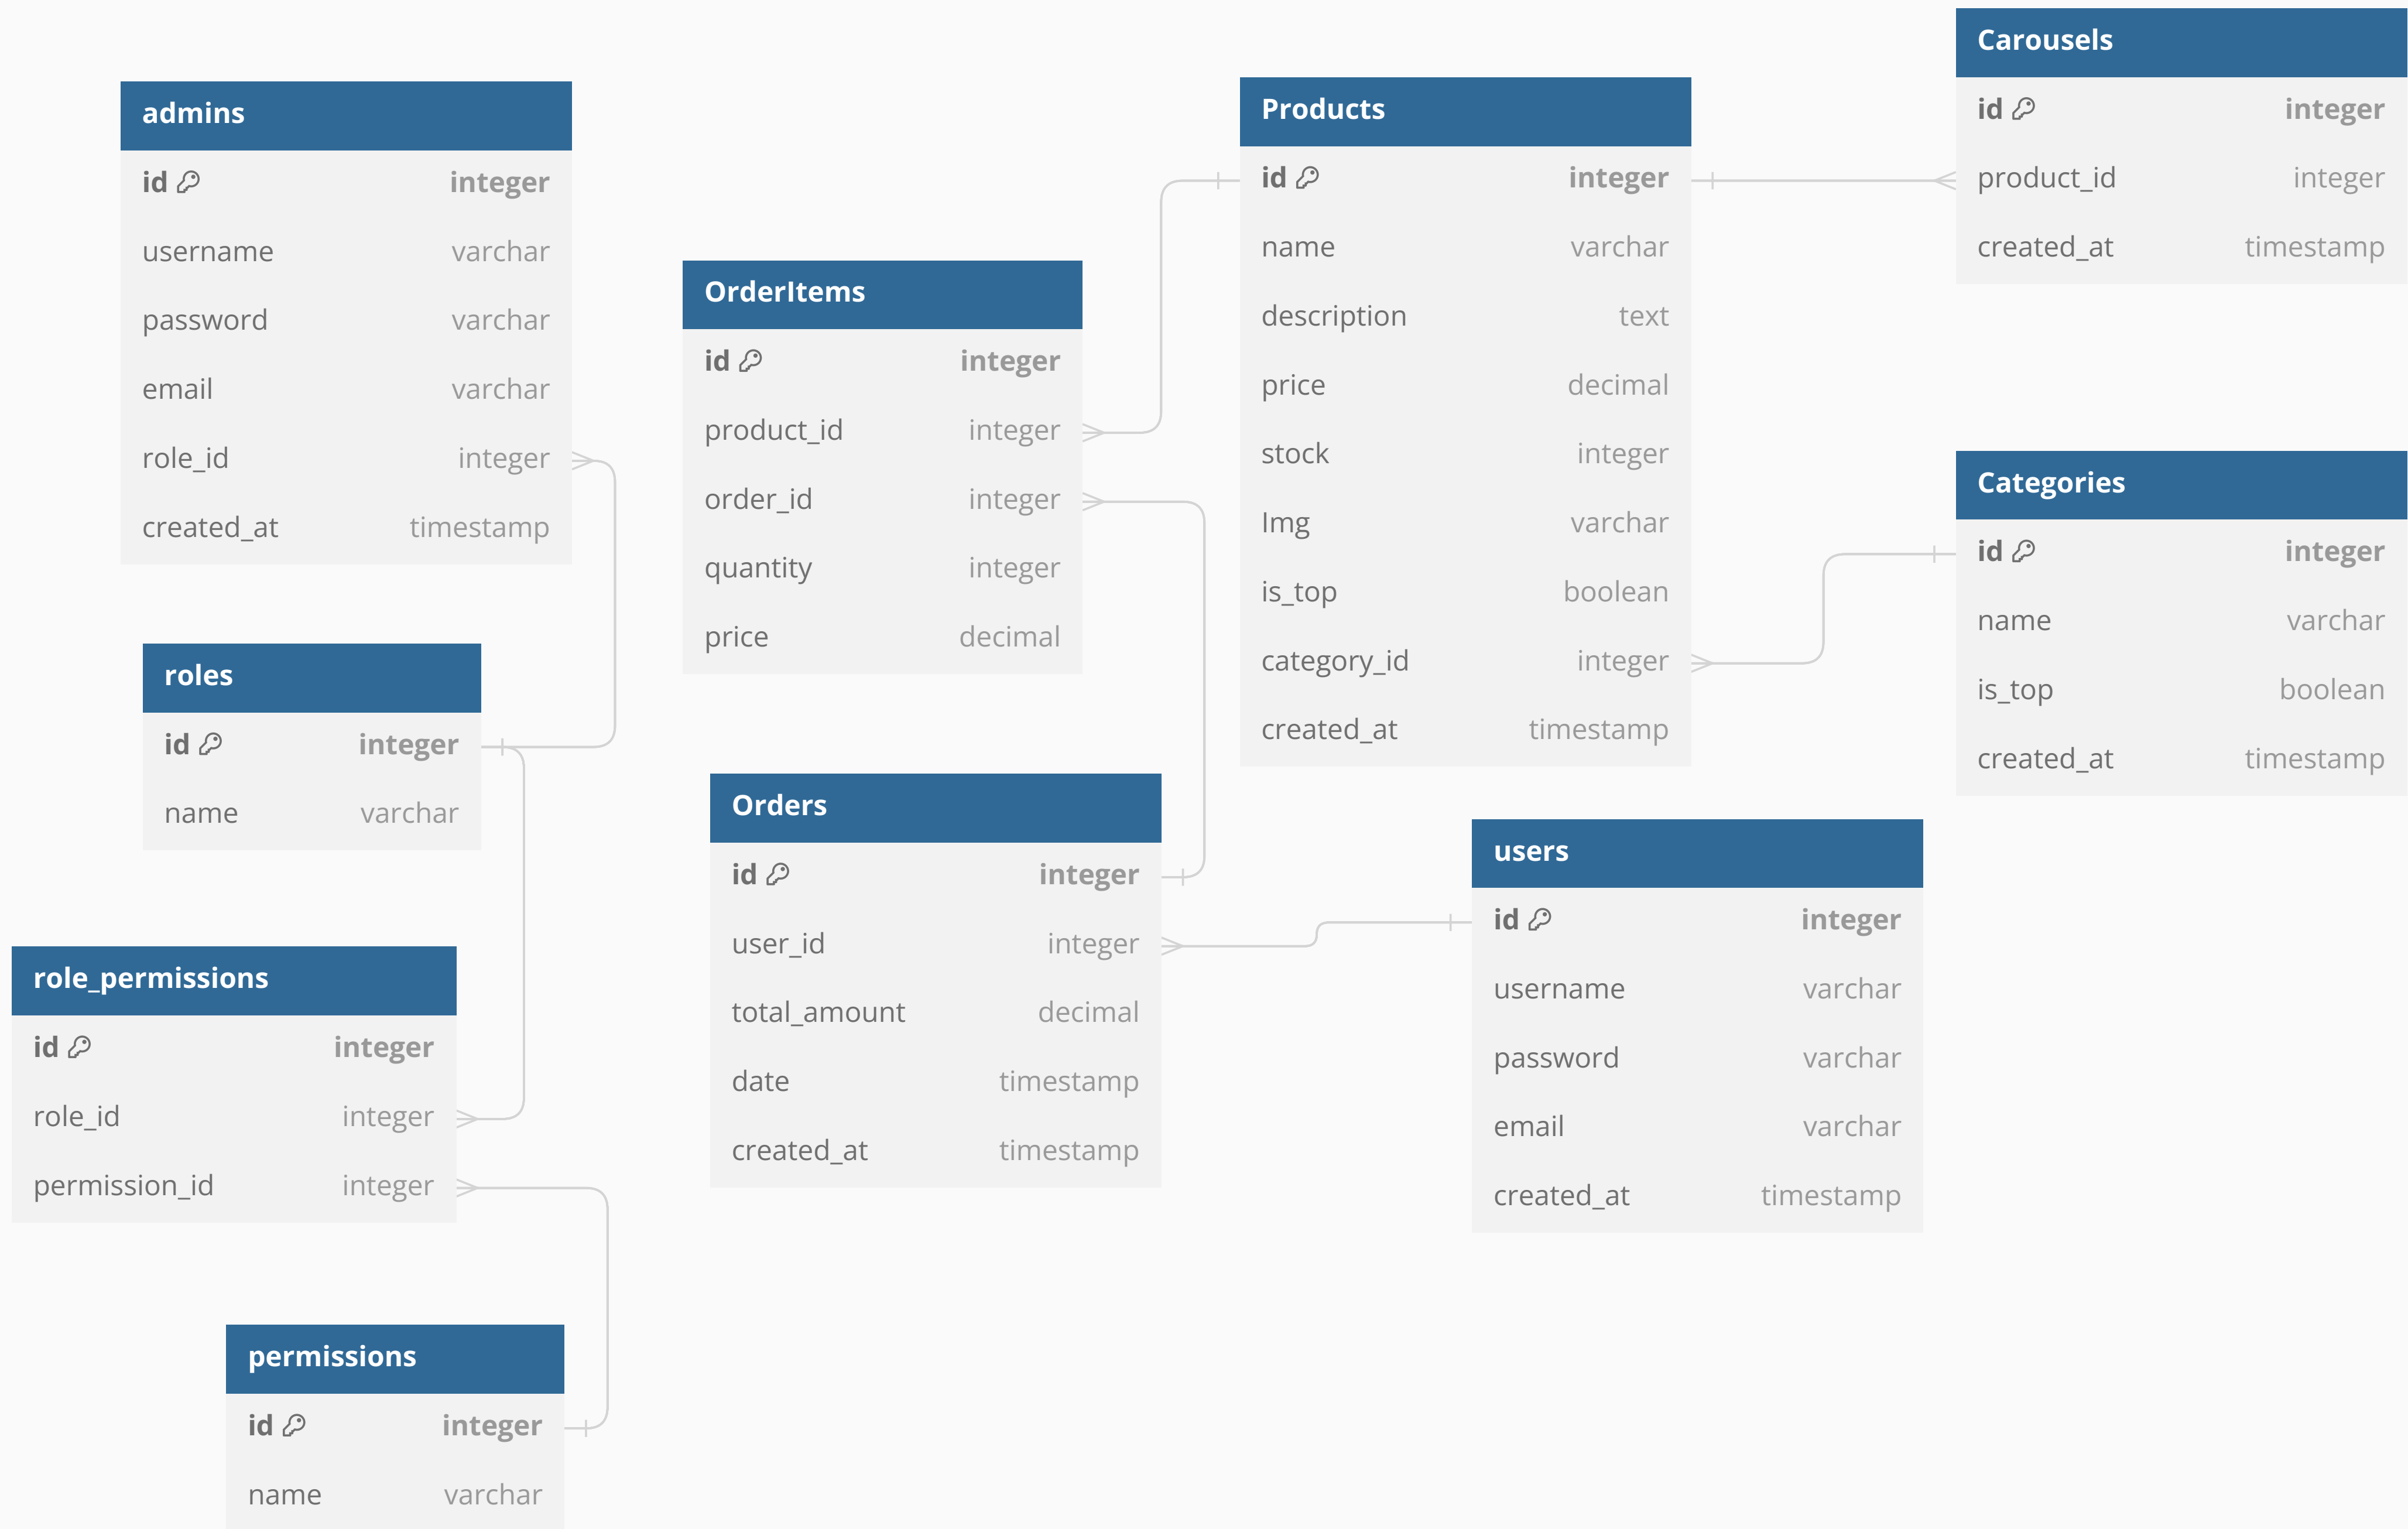 admins
id integer
username varchar
password varchar
email varchar
role_id integer
created_at timestamp
roles
id integer
name varchar
role_permissions
id integer
role_id integer
permission_id integer
permissions
id integer
name varchar
OrderItems
id integer
product_id integer
order_id integer
quantity integer
price decimal
Orders
id integer
user_id integer
total_amount decimal
date timestamp
created_at timestamp
Products
id integer
name varchar
description text
price decimal
stock integer
Img varchar
is_top boolean
category_id integer
created_at timestamp
users
id integer
username varchar
password varchar
email varchar
created_at timestamp
Carousels
id integer
product_id integer
created_at timestamp
Categories
id integer
name varchar
is_top boolean
created_at timestamp